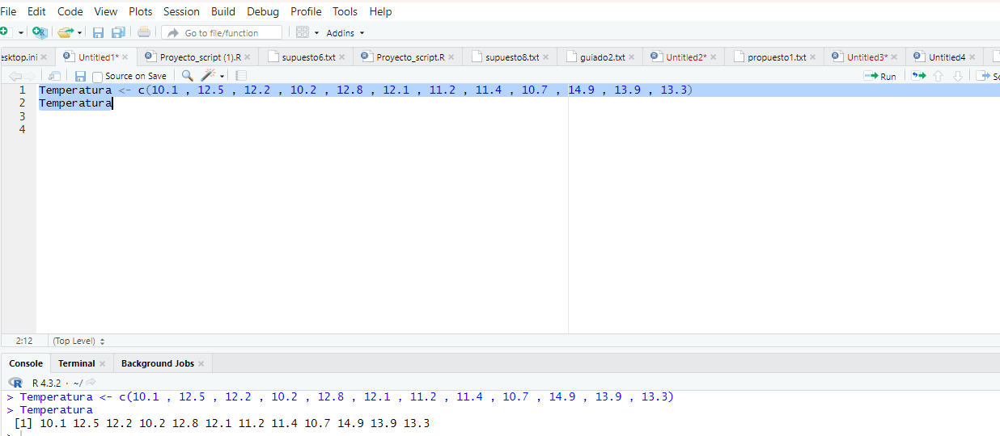 File Edit Code View Plots Session Build Debug Profile Tools Help
Go to file/function Addins
esktop.ini Untitled1* Proyecto_script (1).R supuesto6.txt Proyecto_script.R supuesto8.txt guiado2.txt Untitled2* propuesto1.txt Untitled3* Untitled4
Source on Save Run So
1 Temperatura <- c(10.1 , 12.5 , 12.2 , 10.2 , 12.8 , 12.1 , 11.2 , 11.4 , 10.7 , 14.9 , 13.9 , 13.3)
2 Temperatura
3
4
2:12 (Top Level)
Console Terminal Background Jobs
R R 4.3.2 · ~/
> Temperatura <- c(10.1 , 12.5 , 12.2 , 10.2 , 12.8 , 12.1 , 11.2 , 11.4 , 10.7 , 14.9 , 13.9 , 13.3)
> Temperatura
[1] 10.1 12.5 12.2 10.2 12.8 12.1 11.2 11.4 10.7 14.9 13.9 13.3
>